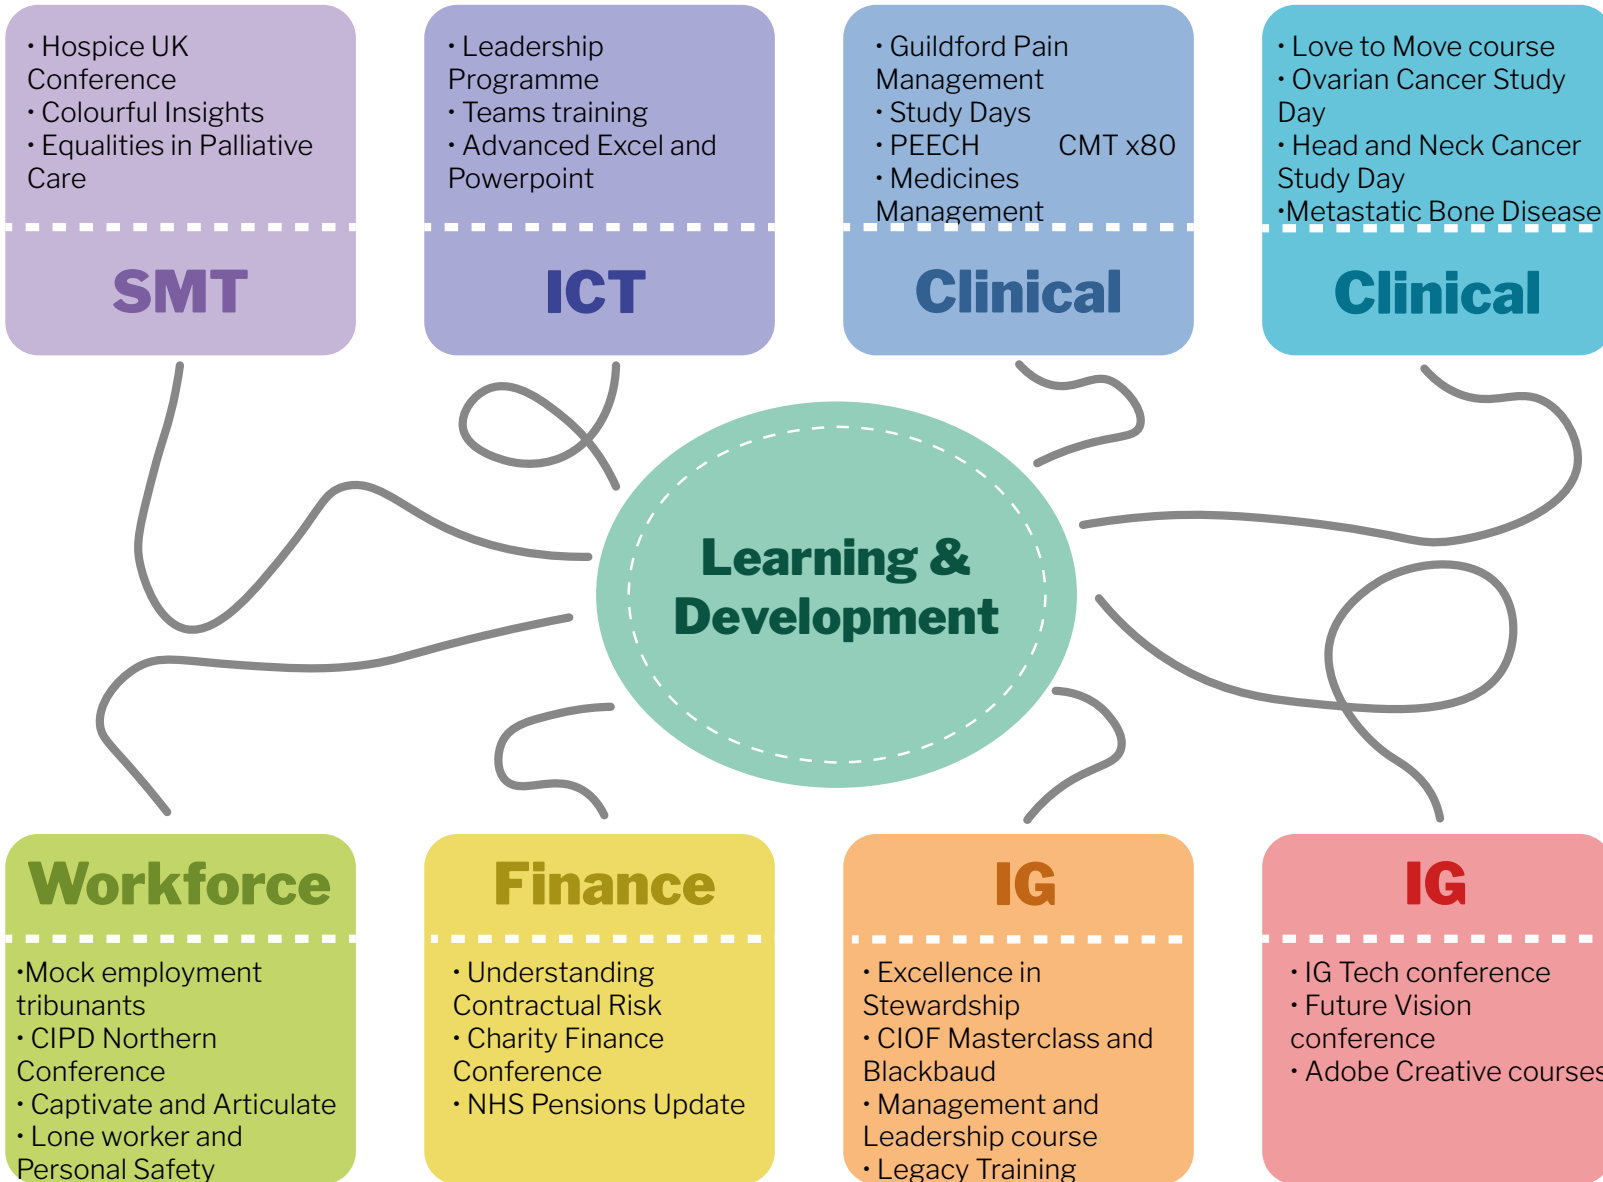 • Hospice UK
Conference
• Colourful Insights
• Equalities in Palliative
Care
SMT
• Leadership
Programme
• Teams training
• Advanced Excel and
Powerpoint
ICT
• Guildford Pain
Management
• Study Days
• PEECH CMT x80
• Medicines
Management
Clinical
• Love to Move course
• Ovarian Cancer Study
Day
• Head and Neck Cancer
Study Day
•Metastatic Bone Disease
Clinical
Learning &
Development
Workforce
•Mock employment
tribunants
• CIPD Northern
Conference
• Captivate and Articulate
• Lone worker and
Personal Safety
Finance
• Understanding
Contractual Risk
• Charity Finance
Conference
• NHS Pensions Update
IG
• Excellence in
Stewardship
• CIOF Masterclass and
Blackbaud
• Management and
Leadership course
• Legacy Training
IG
• IG Tech conference
• Future Vision
conference
• Adobe Creative courses